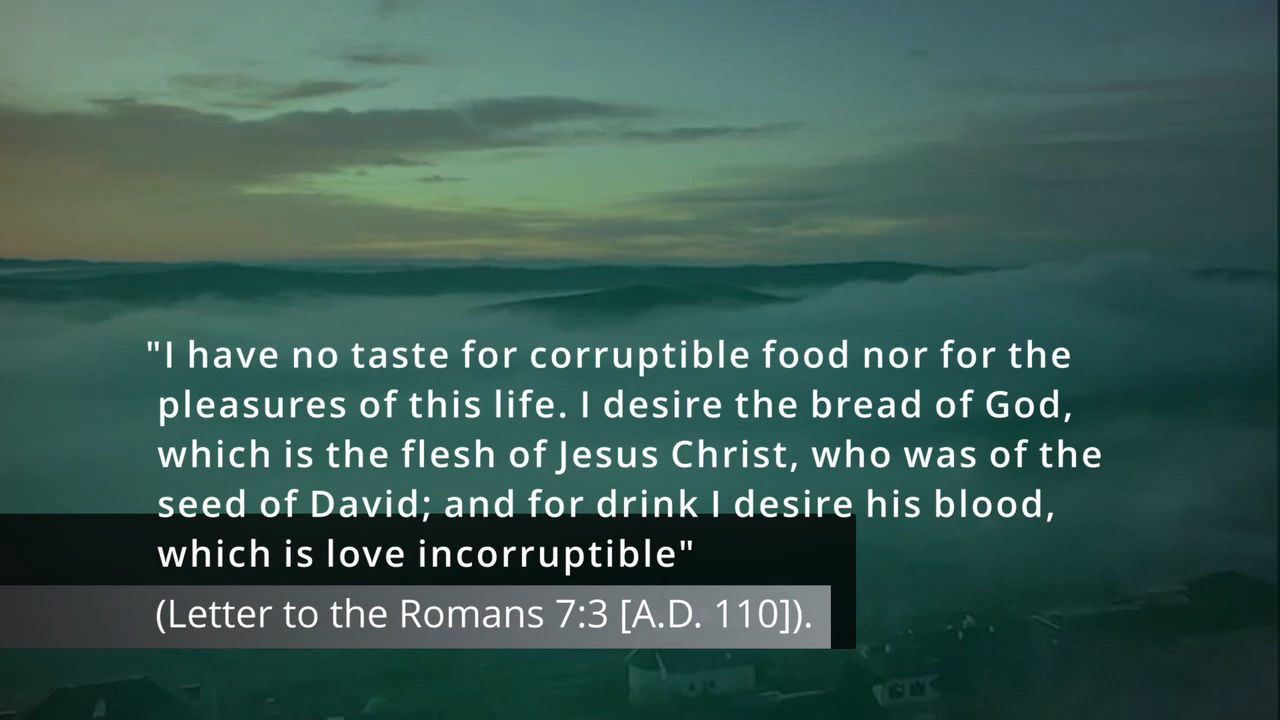 "I have no taste for corruptible food nor for the
pleasures of this life. I desire the bread of God,
which is the flesh of Jesus Christ, who was of the
seed of David; and for drink I desire his blood,
which is love incorruptible"
(Letter to the Romans 7:3 [A.D. 110]).